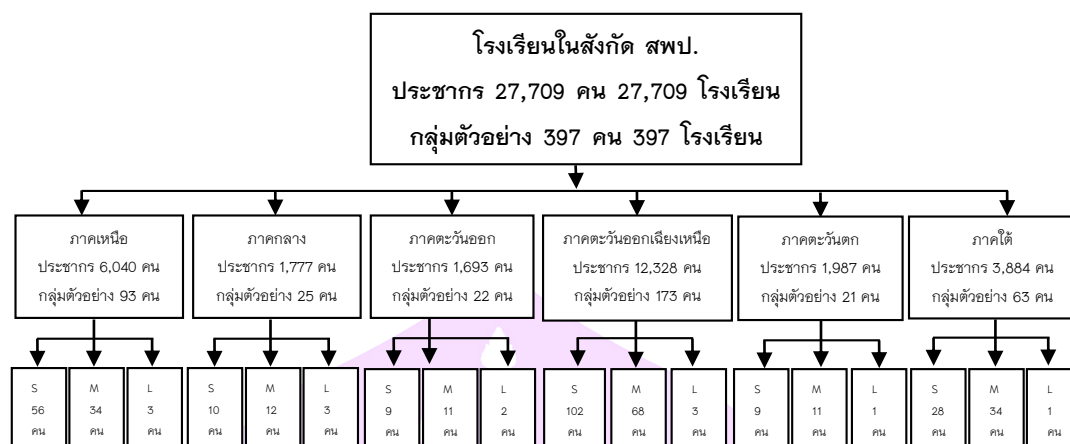 โรงเรียนในสังกัด สพป.
ประชากร 27,709 คน 27,709 โรงเรียน
กลุ่มตัวอย่าง 397 คน 397 โรงเรียน
ภาคเหนือ
ประชากร 6,040 คน
กลุ่มตัวอย่าง 93 คน
ภาคกลาง
ประชากร 1,777 คน
กลุ่มตัวอย่าง 25 คน
ภาคตะวันออก
ประชากร 1,693 คน
กลุ่มตัวอย่าง 22 คน
ภาคตะวันออกเฉียงเหนือ
ประชากร 12,328 คน
กลุ่มตัวอย่าง 173 คน
ภาคตะวันตก
ประชากร 1,987 คน
กลุ่มตัวอย่าง 21 คน
ภาคใต้
ประชากร 3,884 คน
กลุ่มตัวอย่าง 63 คน
S
56
คน
M
34
คน
L
3
คน
S
10
คน
M
12
คน
L
3
คน
S
9
คน
M
11
คน
L
2
คน
S
102
คน
M
68
คน
L
3
คน
S
9
คน
M
11
คน
L
1
คน
S
28
คน
M
34
คน
L
1
คน